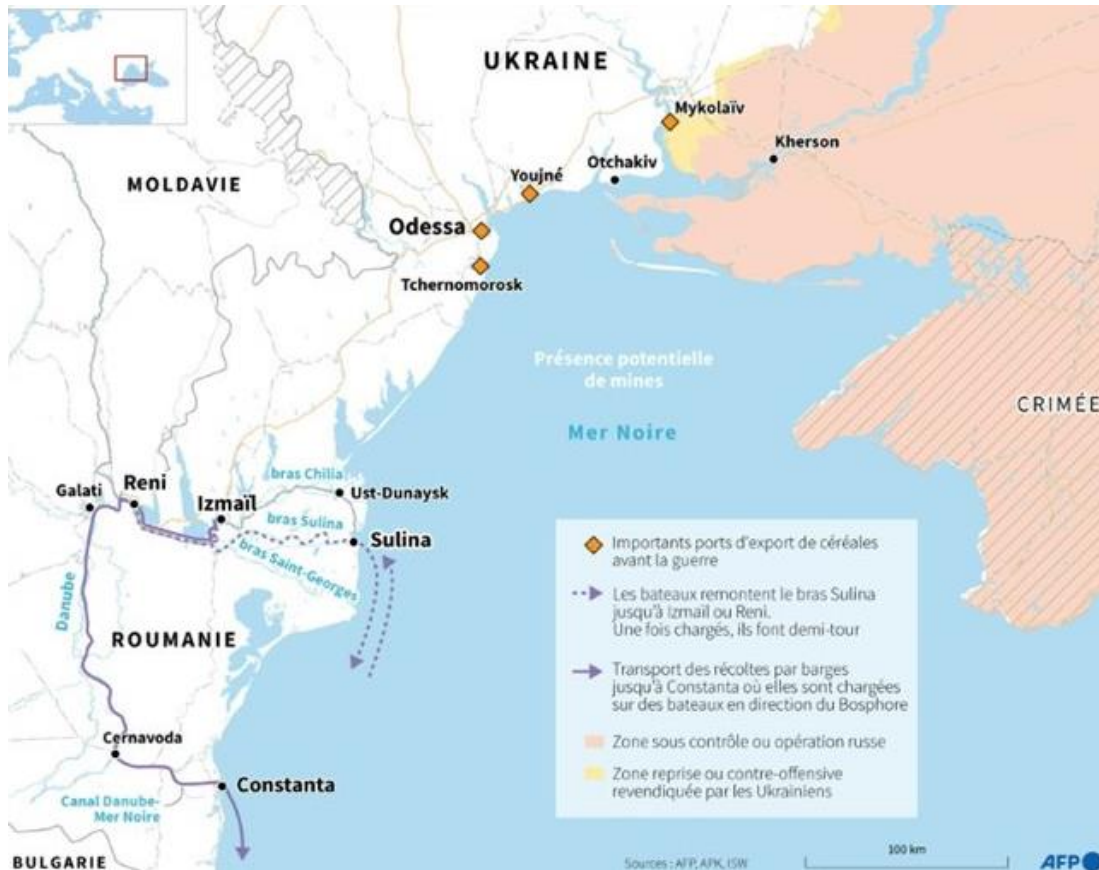 UKRAINE
Mykolaïv
Kherson
Otchakiv
MOLDAVIE
Youjné
Odessa
Tchernomorosk
Présence potentielle
de mines
CRIMÉE
Mer Noire
bras Chilia
Reni
Galati
Izmaïl
Ust-Dunaysk
bras Sulina
Sulina
bras Saint-Georges
Danube
ROUMANIE
Cernavoda
Constanta
Canal Danube-
Mer Noire
BULGARIE
Importants ports d'export de céréales
avant la guerre
Les bateaux remontent le bras Sulina
jusqu'à Izmaïl ou Reni.
Une fois chargés, ils font demi-tour
Transport des récoltes par barges
jusqu'à Constanta où elles sont chargées
sur des bateaux en direction du Bosphore
Zone sous contrôle ou opération russe
Zone reprise ou contre-offensive
revendiquée par les Ukrainiens
Sources : AFP, APK, ISW
100 km
AFP